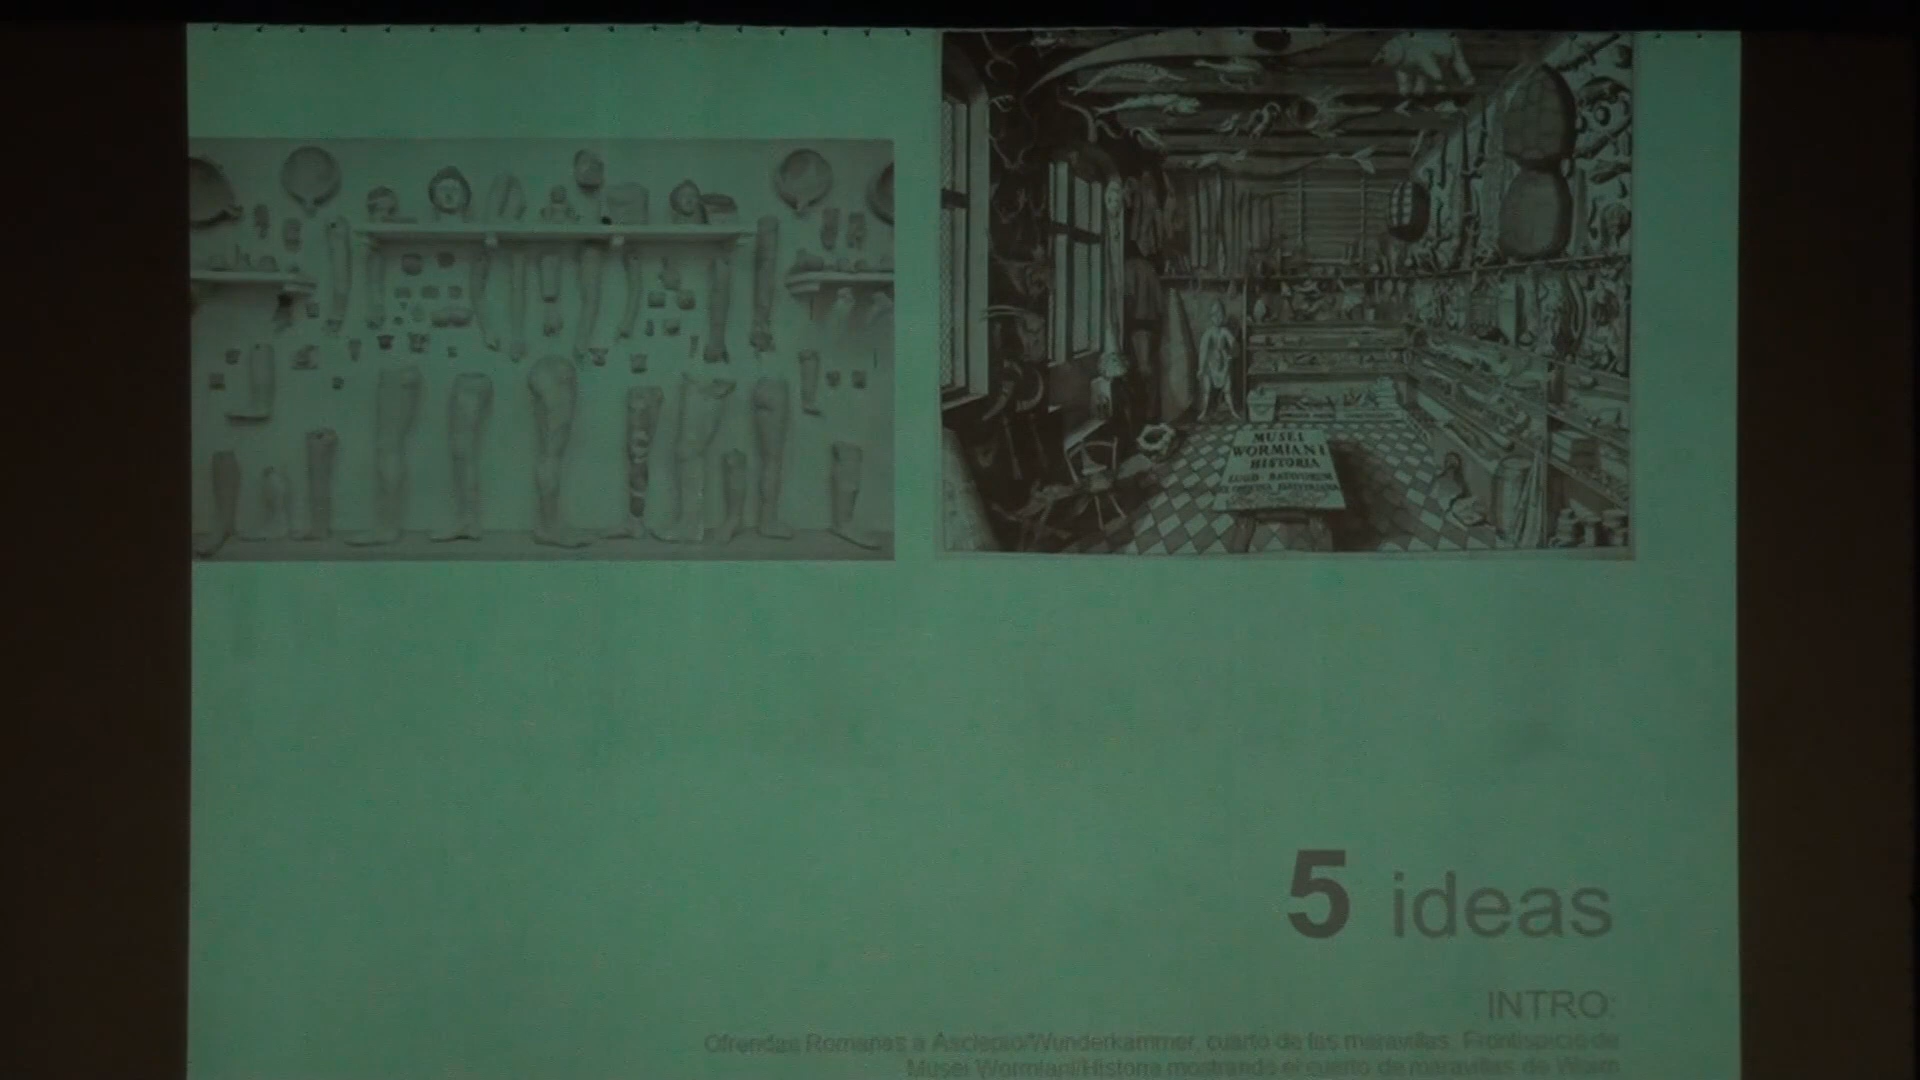 MUSEI
WORMIANI
HISTORIA
5 ideas
INTRO:
Ofrendas Romanas a Asclepio/Wunderkammer, cuarto de las maravillas. Frontispicio de
Musei Wormiani Historia mostrando el cuarto de maravillas de Worm